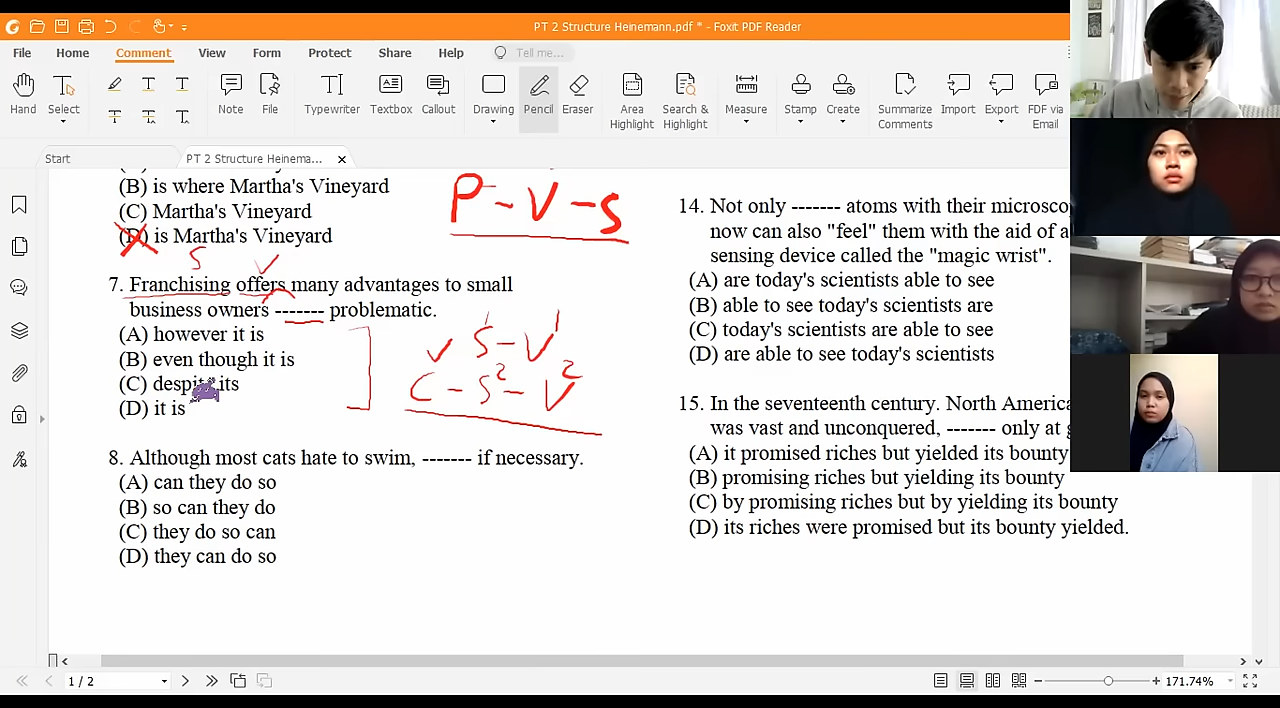 PT 2 Structure Heinemann.pdf * - Foxit PDF Reader
File Home Comment View Form Protect Share Help Tell me...
Hand Select Note File Typewriter Textbox Callout Drawing Pencil Eraser Area Highlight Search & Highlight Measure Stamp Create Summarize Comments Import Export FDF via Email
Start PT 2 Structure Heinema...
(B) is where Martha's Vineyard
(C) Martha's Vineyard
(D) is Martha's Vineyard
P - V - S
S V
7. Franchising offers many advantages to small
business owners ------- problematic.
(A) however it is
(B) even though it is
(C) despite its
(D) it is
V S - V 1
C - S 2 - V 2
8. Although most cats hate to swim, ------- if necessary.
(A) can they do so
(B) so can they do
(C) they do so can
(D) they can do so
14. Not only ------- atoms with their
now can also "feel" them with the aid of a
sensing device called the "magic wrist".
(A) are today's scientists able to see
(B) able to see today's scientists are
(C) today's scientists are able to see
(D) are able to see today's scientists
15. In the seventeenth century. North America
was vast and unconquered, ------- only at
(A) it promised riches but yielded its bounty
(B) promising riches but yielding its bounty
(C) by promising riches but by yielding its bounty
(D) its riches were promised but its bounty yielded.
1 / 2
171.74%